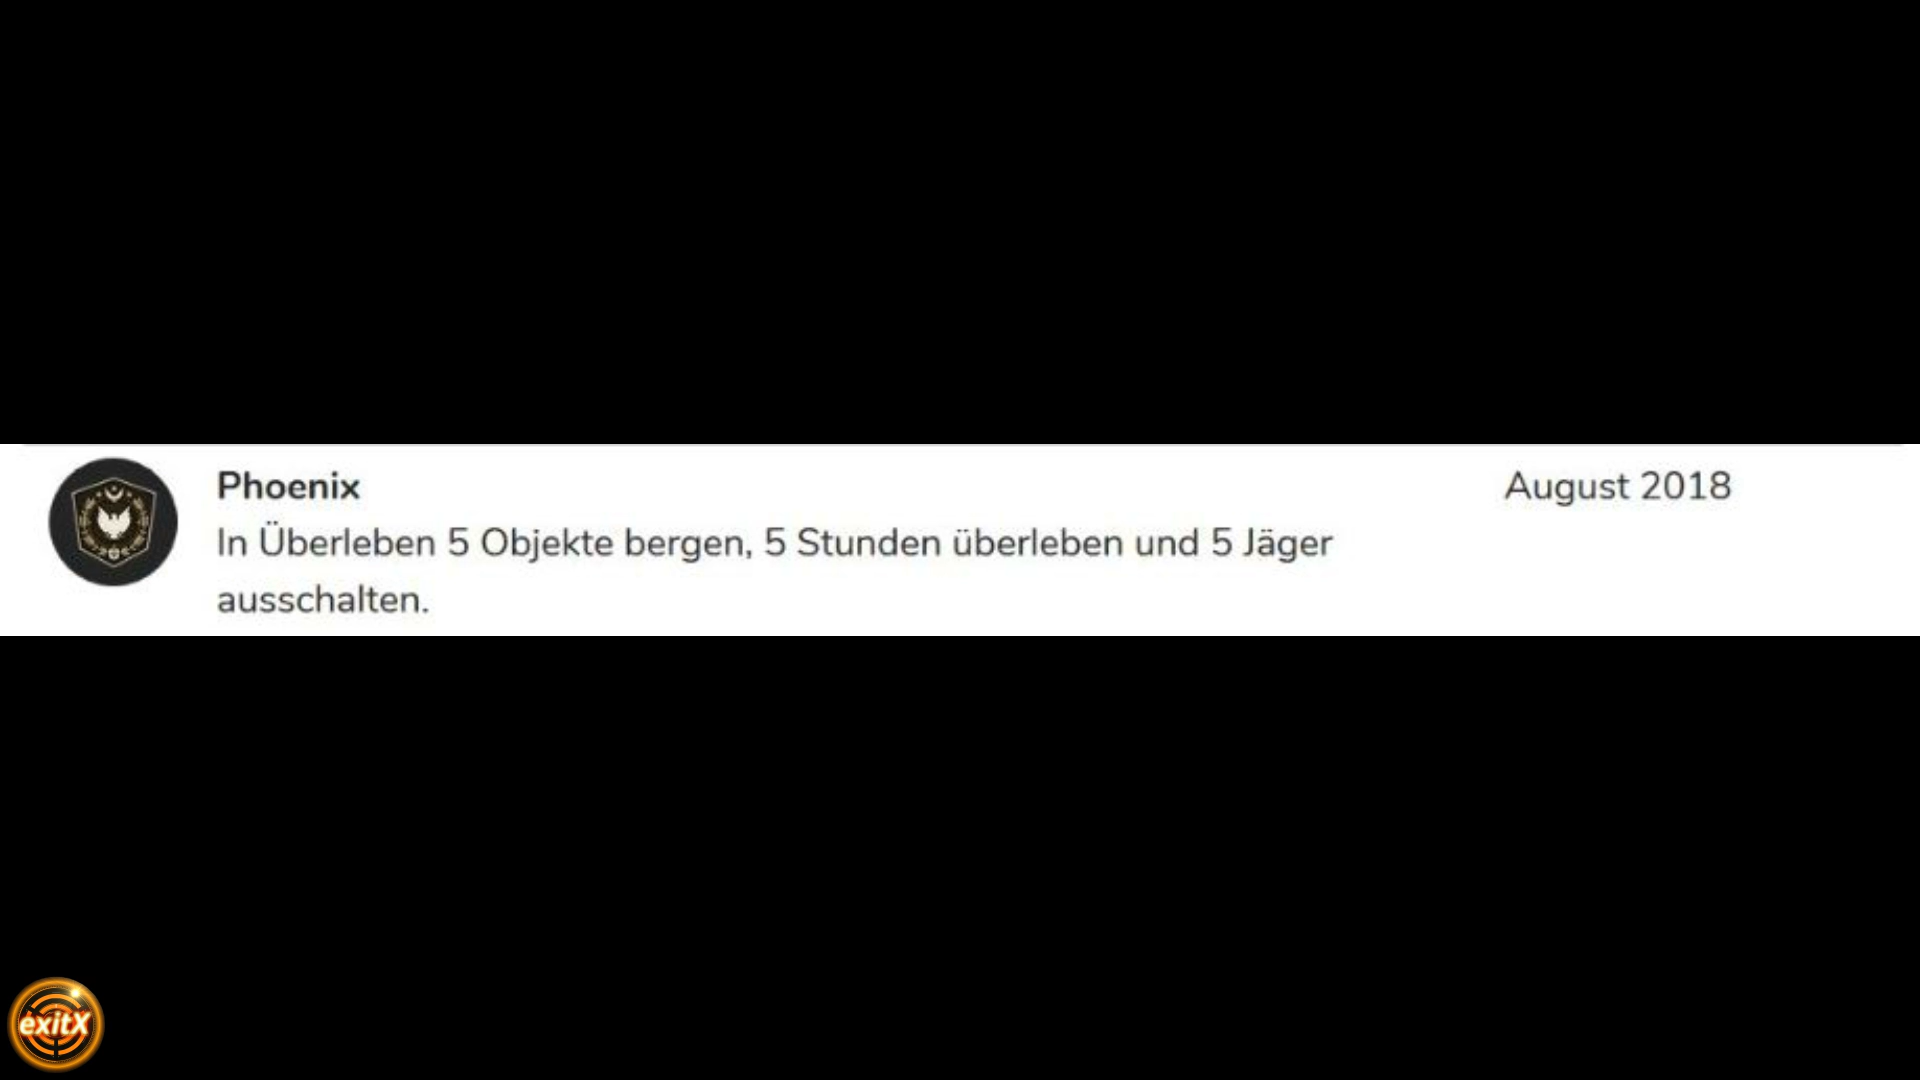 Phoenix
August 2018
In Überleben 5 Objekte bergen, 5 Stunden überleben und 5 Jäger
ausschalten.
exitX